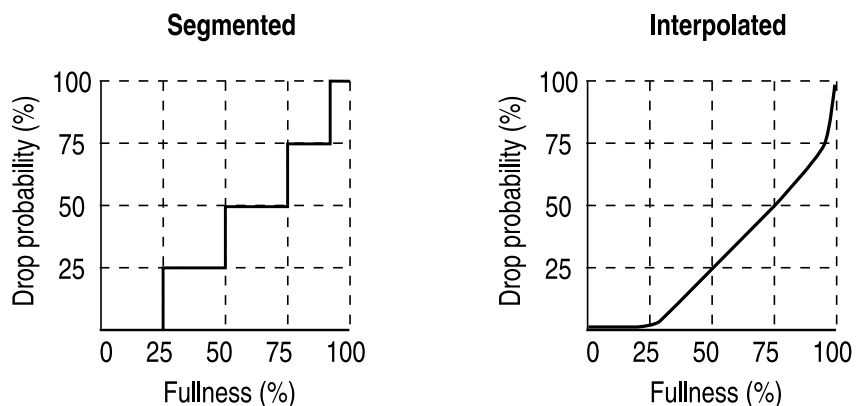 Segmented
Drop probability (%)
100
75
50
25
0 25 50 75 100
Fullness (%)
Interpolated
Drop probability (%)
100
75
50
25
0 25 50 75 100
Fullness (%)